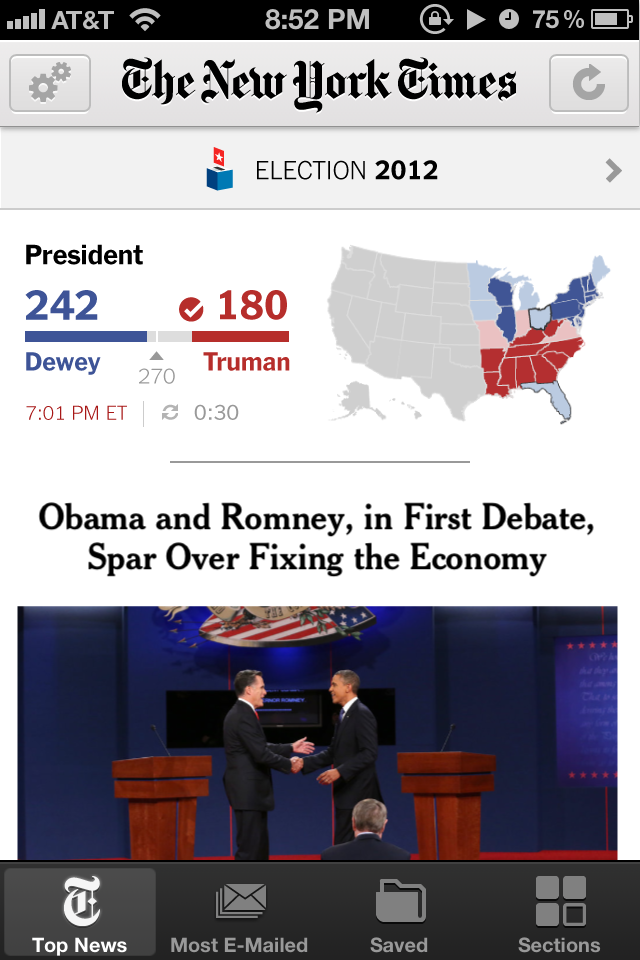 AT&T 8:52 PM 75%
The New York Times
ELECTION 2012
President
242 180
Dewey Truman
270
7:01 PM ET 0:30
Obama and Romney, in First Debate,
Spar Over Fixing the Economy
Top News Most E-Mailed Saved Sections